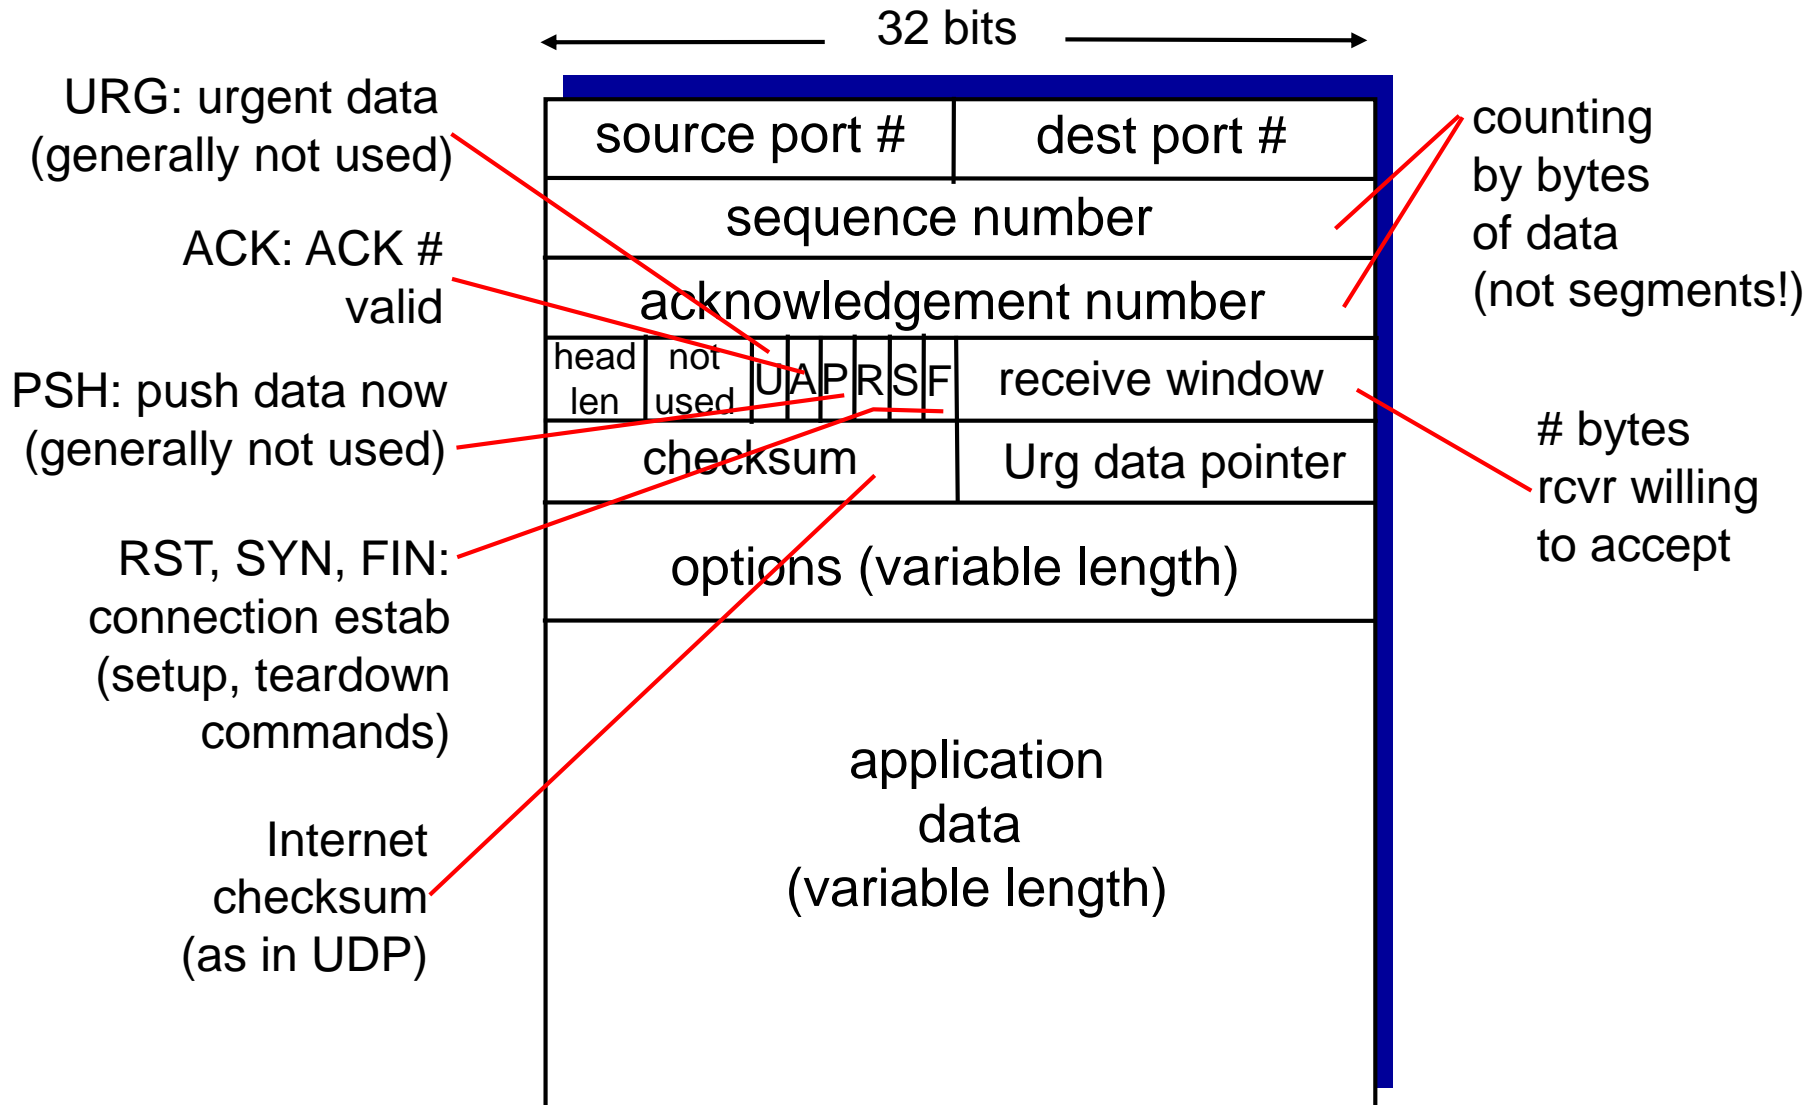 32 bits
URG: urgent data
(generally not used)
ACK: ACK #
valid
PSH: push data now
(generally not used)
RST, SYN, FIN:
connection estab
(setup, teardown
commands)
Internet
checksum
(as in UDP)
source port #
dest port #
sequence number
acknowledgement number
head
len
not
used
U
A
P
R
S
F
receive window
checksum
Urg data pointer
options (variable length)
application
data
(variable length)
counting
by bytes
of data
(not segments!)
# bytes
rcvr willing
to accept